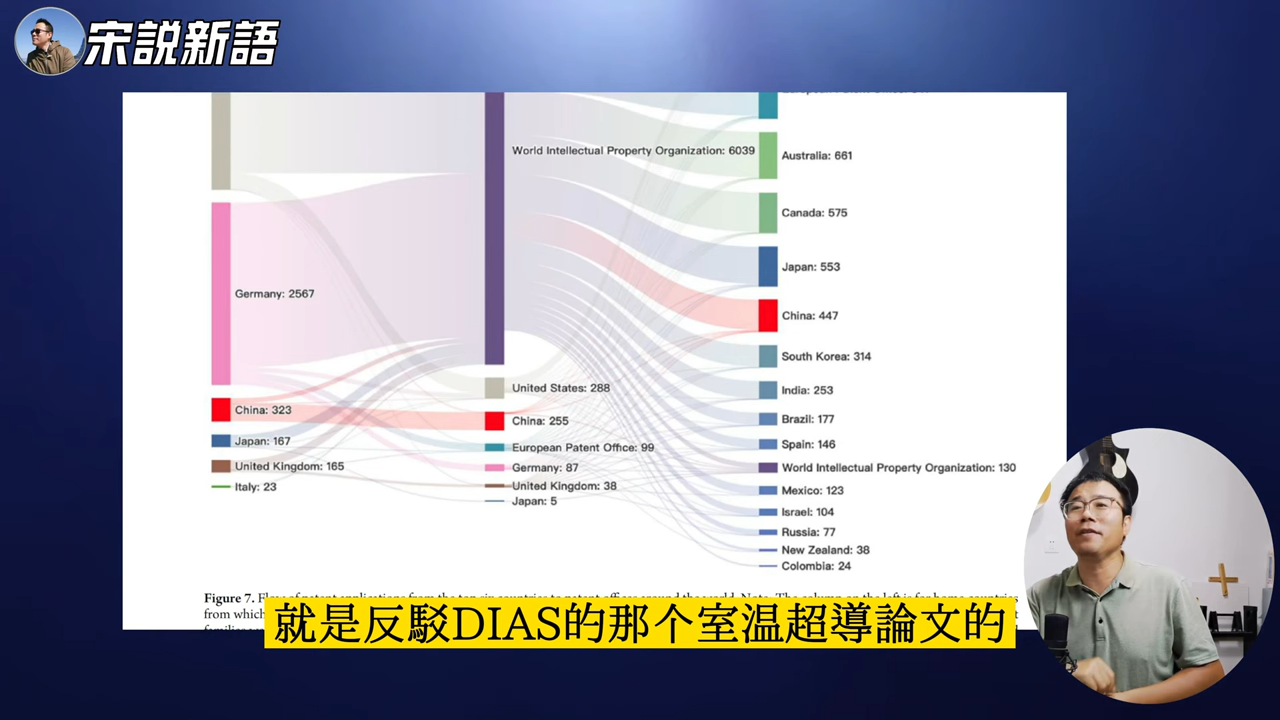 宋説新語
World Intellectual Property Organization: 6039
Australia: 661
Canada: 575
Japan: 553
Germany: 2567
China: 447
South Korea: 314
United States: 288
India: 253
China: 323
China: 255
Brazil: 177
Japan: 167
European Patent Office: 99
Spain: 146
United Kingdom: 165
Germany: 87
World Intellectual Property Organization: 130
Italy: 23
United Kingdom: 38
Mexico: 123
Japan: 5
Israel: 104
Russia: 77
New Zealand: 38
Colombia: 24
Figure 7.
from which
就是反駁DIAS的那个室温超導論文的